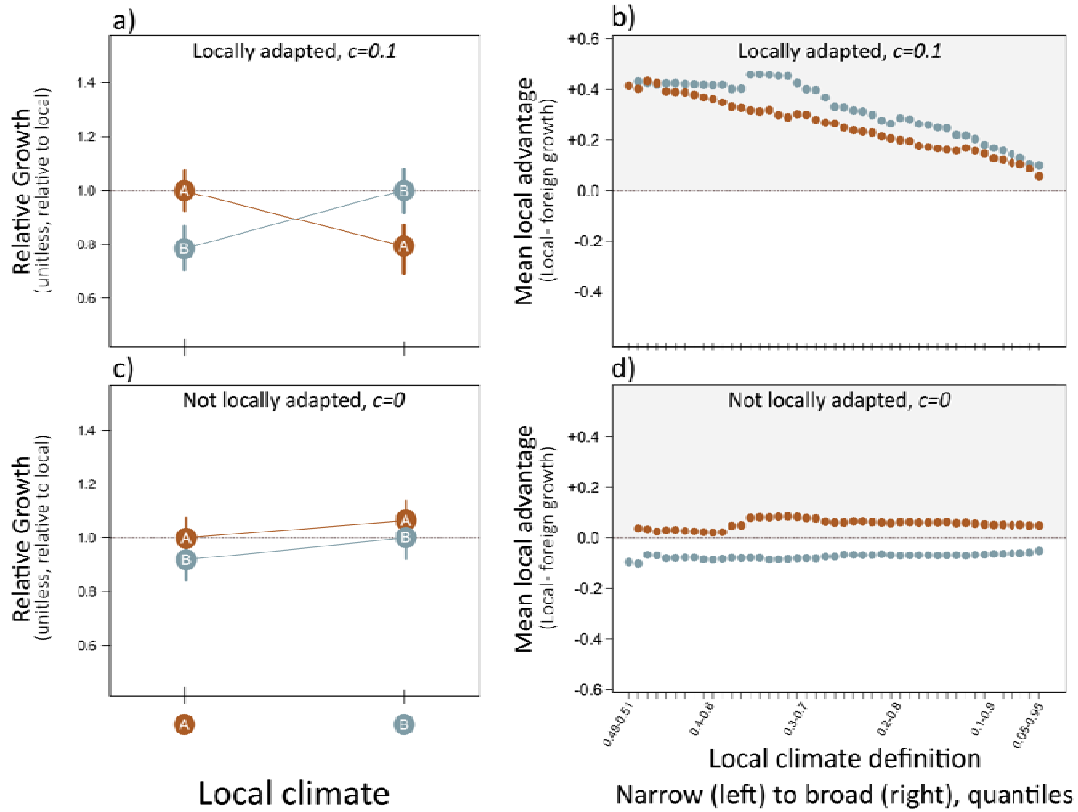 a)
Locally adapted, c=0.1
1.4
1.2
1.0
0.8
0.6
Relative Growth
(unitless, relative to local)
A
B
B
A
b)
Locally adapted, c=0.1
+0.6
+0.4
+0.2
0.0
-0.2
-0.4
Mean local advantage
(Local - foreign growth)
c)
Not locally adapted, c=0
1.4
1.2
1.0
0.8
0.6
Relative Growth
(unitless, relative to local)
A
B
A
B
A
B
Local climate
d)
Not locally adapted, c=0
+0.4
+0.2
0.0
-0.2
-0.4
-0.6
Mean local advantage
(Local - foreign growth)
0.4-0.6
0.3-0.7
0.2-0.8
0.1-0.9
0.05-0.95
Local climate definition
Narrow (left) to broad (right), quantiles